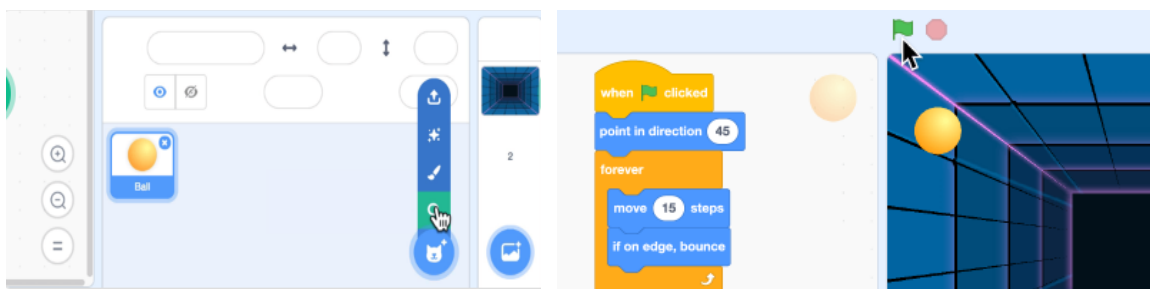 Ball
2
when clicked
point in direction 45
forever
move 15 steps
if on edge, bounce